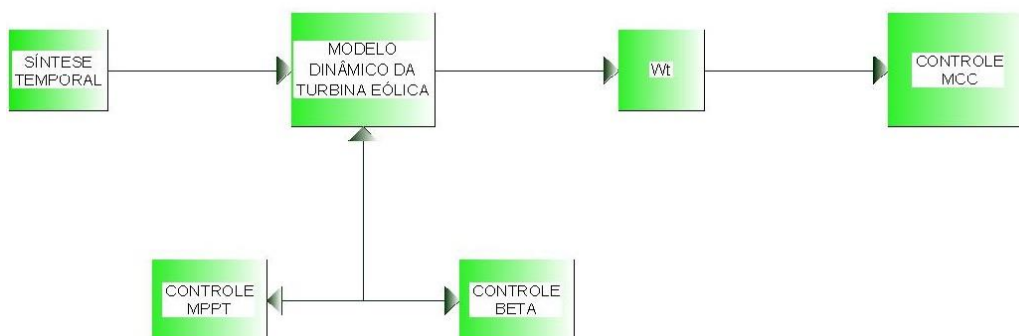 SÍNTESE
TEMPORAL
MODELO
DINÂMICO DA
TURBINA EÓLICA
Wt
CONTROLE
MCC
CONTROLE
MPPT
CONTROLE
BETA